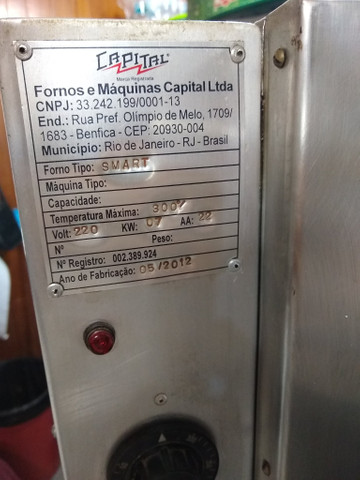 CAPITAL
Marca Registrada
Fornos e Máquinas Capital Ltda
CNPJ: 33.242.199/0001-13
End.: Rua Pref. Olímpio de Melo, 1709/
1683 - Benfica - CEP: 20930-004
Município: Rio de Janeiro - RJ - Brasil
Forno Tipo: SMART
Máquina Tipo:
Capacidade:
Temperatura Máxima: 300
Volt: 220 KW: 07 AA: 22
Nº Peso:
Nº Registro: 002.389.924
Ano de Fabricação: 05/2012